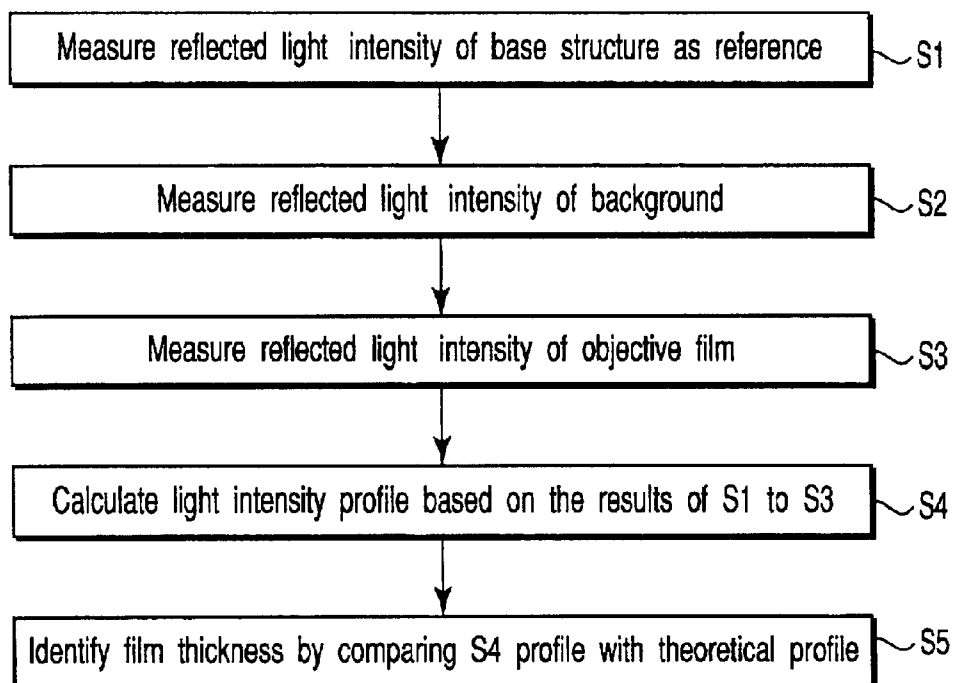 Measure reflected light intensity of base structure as reference
S1
Measure reflected light intensity of background
S2
Measure reflected light intensity of objective film
S3
Calculate light intensity profile based on the results of S1 to S3
S4
Identify film thickness by comparing S4 profile with theoretical profile
S5